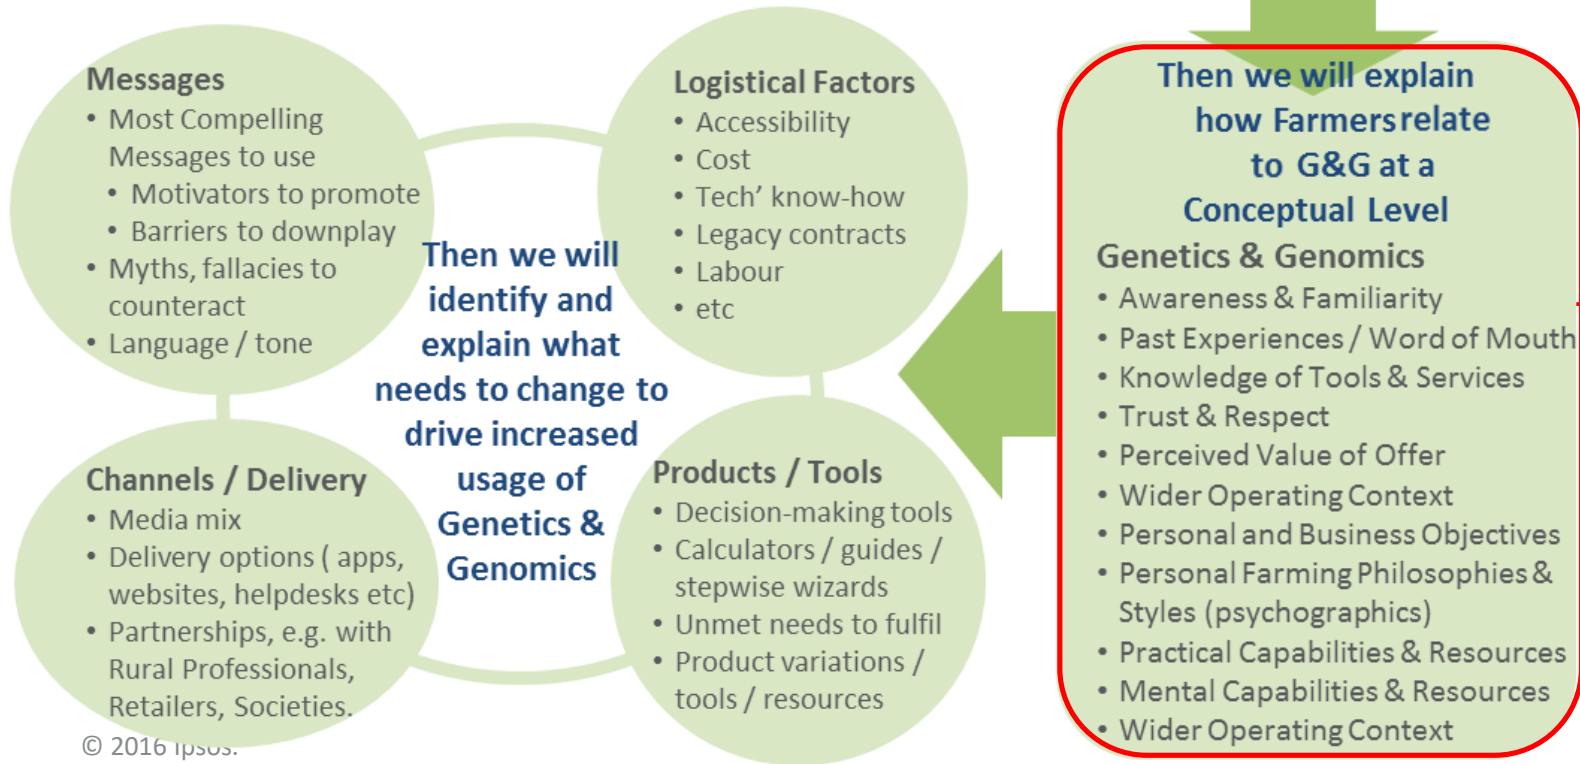 Messages
• Most Compelling
Messages to use
• Motivators to promote
• Barriers to downplay
• Myths, fallacies to
counteract
• Language / tone
Logistical Factors
• Accessibility
• Cost
• Tech’ know-how
• Legacy contracts
• Labour
• etc
Then we will
identify and
explain what
needs to change to
drive increased
usage of
Genetics &
Genomics
Channels / Delivery
• Media mix
• Delivery options ( apps,
websites, helpdesks etc)
• Partnerships, e.g. with
Rural Professionals,
Retailers, Societies.
Products / Tools
• Decision-making tools
• Calculators / guides /
stepwise wizards
• Unmet needs to fulfil
• Product variations /
tools / resources
Then we will explain
how Farmers relate
to G&G at a
Conceptual Level
Genetics & Genomics
• Awareness & Familiarity
• Past Experiences / Word of Mouth
• Knowledge of Tools & Services
• Trust & Respect
• Perceived Value of Offer
• Wider Operating Context
• Personal and Business Objectives
• Personal Farming Philosophies &
Styles (psychographics)
• Practical Capabilities & Resources
• Mental Capabilities & Resources
• Wider Operating Context
© 2016 Ipsos.